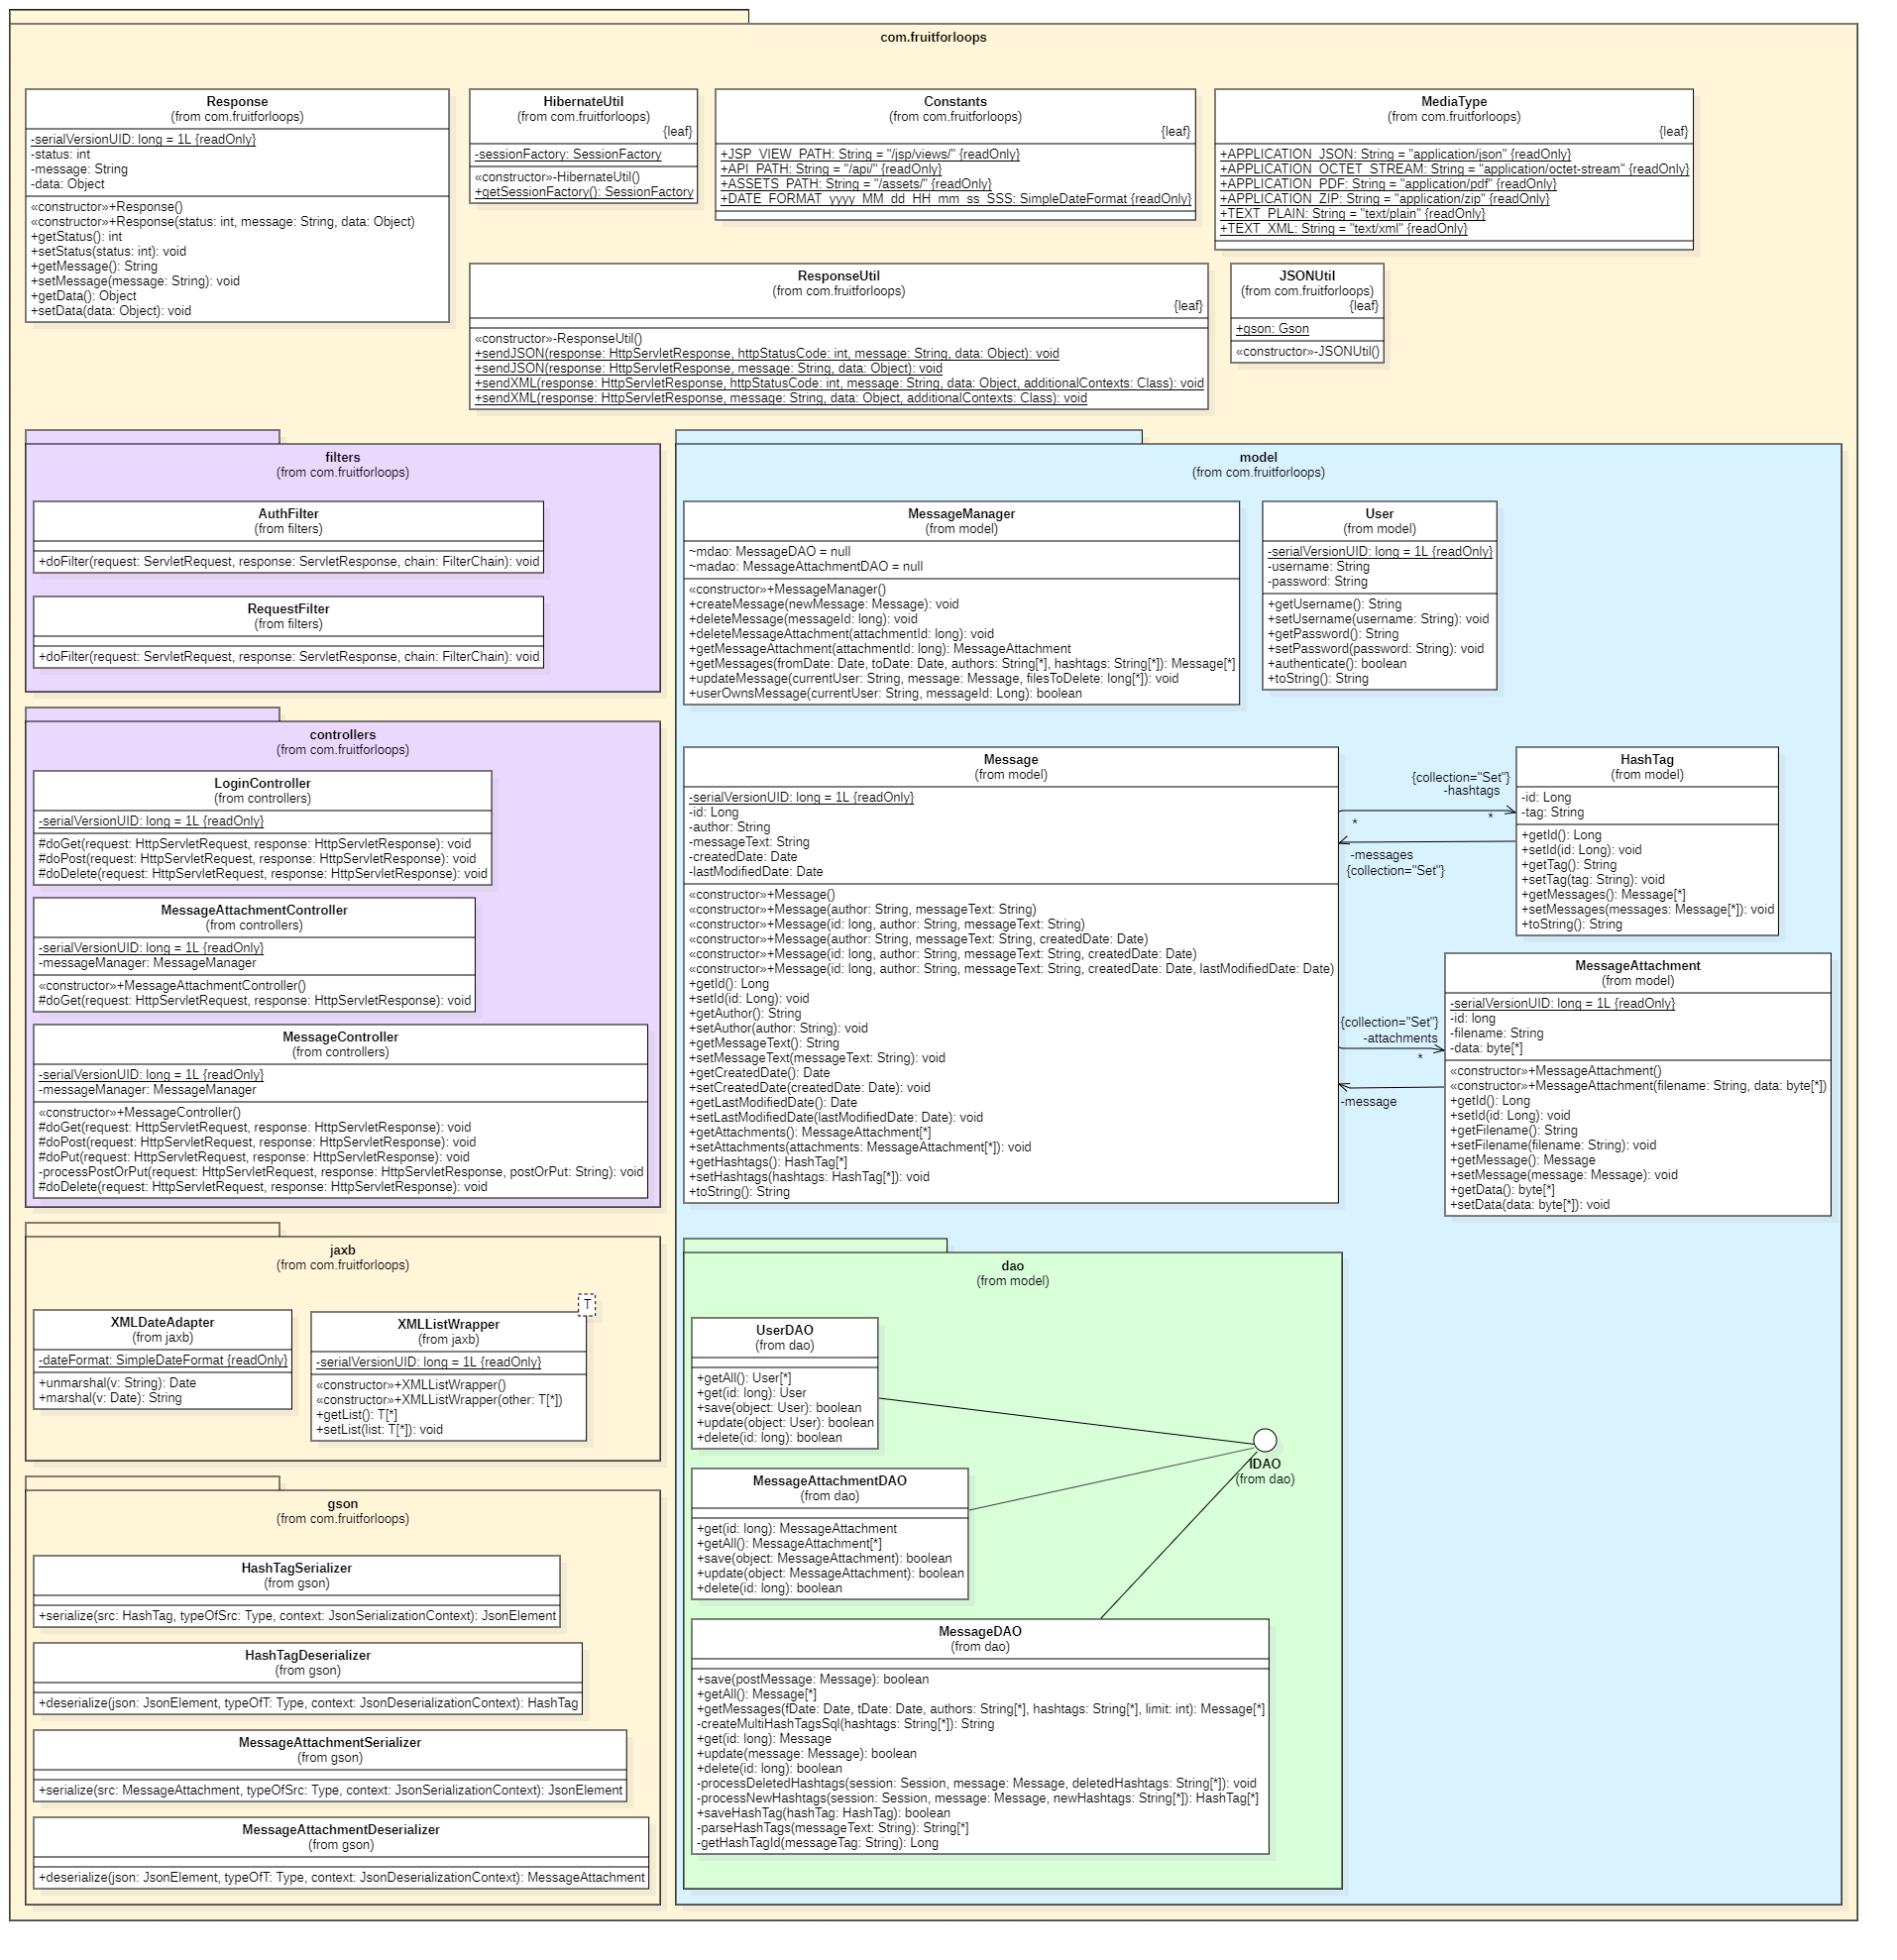 com.fruitforloops
Response
(from com.fruitforloops)
-serialVersionUID: long = 1L {readOnly}
-status: int
-message: String
-data: Object
«constructor»+Response()
«constructor»+Response(status: int, message: String, data: Object)
+getStatus(): int
+setStatus(status: int): void
+getMessage(): String
+setMessage(message: String): void
+getData(): Object
+setData(data: Object): void
HibernateUtil
(from com.fruitforloops)
{leaf}
-sessionFactory: SessionFactory
«constructor»-HibernateUtil()
+getSessionFactory(): SessionFactory
Constants
(from com.fruitforloops)
{leaf}
+JSP_VIEW_PATH: String = "/jsp/views/" {readOnly}
+API_PATH: String = "/api/" {readOnly}
+ASSETS_PATH: String = "/assets/" {readOnly}
+DATE_FORMAT_yyyy_MM_dd_HH_mm_ss_SSS: SimpleDateFormat {readOnly}
MediaType
(from com.fruitforloops)
{leaf}
+APPLICATION_JSON: String = "application/json" {readOnly}
+APPLICATION_OCTET_STREAM: String = "application/octet-stream" {readOnly}
+APPLICATION_PDF: String = "application/pdf" {readOnly}
+APPLICATION_ZIP: String = "application/zip" {readOnly}
+TEXT_PLAIN: String = "text/plain" {readOnly}
+TEXT_XML: String = "text/xml" {readOnly}
ResponseUtil
(from com.fruitforloops)
{leaf}
«constructor»-ResponseUtil()
+sendJSON(response: HttpServletResponse, httpStatusCode: int, message: String, data: Object): void
+sendJSON(response: HttpServletResponse, message: String, data: Object): void
+sendXML(response: HttpServletResponse, httpStatusCode: int, message: String, data: Object, additionalContexts: Class): void
+sendXML(response: HttpServletResponse, message: String, data: Object, additionalContexts: Class): void
JSONUtil
(from com.fruitforloops)
{leaf}
+gson: Gson
«constructor»-JSONUtil()
filters
(from com.fruitforloops)
AuthFilter
(from filters)
+doFilter(request: ServletRequest, response: ServletResponse, chain: FilterChain): void
RequestFilter
(from filters)
+doFilter(request: ServletRequest, response: ServletResponse, chain: FilterChain): void
controllers
(from com.fruitforloops)
LoginController
(from controllers)
-serialVersionUID: long = 1L {readOnly}
#doGet(request: HttpServletRequest, response: HttpServletResponse): void
#doPost(request: HttpServletRequest, response: HttpServletResponse): void
#doDelete(request: HttpServletRequest, response: HttpServletResponse): void
MessageAttachmentController
(from controllers)
-serialVersionUID: long = 1L {readOnly}
-messageManager: MessageManager
«constructor»+MessageAttachmentController()
#doGet(request: HttpServletRequest, response: HttpServletResponse): void
MessageController
(from controllers)
-serialVersionUID: long = 1L {readOnly}
-messageManager: MessageManager
«constructor»+MessageController()
#doGet(request: HttpServletRequest, response: HttpServletResponse): void
#doPost(request: HttpServletRequest, response: HttpServletResponse): void
#doPut(request: HttpServletRequest, response: HttpServletResponse): void
-processPostOrPut(request: HttpServletRequest, response: HttpServletResponse, postOrPut: String): void
#doDelete(request: HttpServletRequest, response: HttpServletResponse): void
jaxb
(from com.fruitforloops)
XMLDateAdapter
(from jaxb)
-dateFormat: SimpleDateFormat {readOnly}
+unmarshal(v: String): Date
+marshal(v: Date): String
T
XMLListWrapper
(from jaxb)
-serialVersionUID: long = 1L {readOnly}
«constructor»+XMLListWrapper()
«constructor»+XMLListWrapper(other: T[*])
+getList(): T[*]
+setList(list: T[*]): void
gson
(from com.fruitforloops)
HashTagSerializer
(from gson)
+serialize(src: HashTag, typeOfSrc: Type, context: JsonSerializationContext): JsonElement
HashTagDeserializer
(from gson)
+deserialize(json: JsonElement, typeOfT: Type, context: JsonDeserializationContext): HashTag
MessageAttachmentSerializer
(from gson)
+serialize(src: MessageAttachment, typeOfSrc: Type, context: JsonSerializationContext): JsonElement
MessageAttachmentDeserializer
(from gson)
+deserialize(json: JsonElement, typeOfT: Type, context: JsonDeserializationContext): MessageAttachment
model
(from com.fruitforloops)
MessageManager
(from model)
~mdao: MessageDAO = null
~madao: MessageAttachmentDAO = null
«constructor»+MessageManager()
+createMessage(newMessage: Message): void
+deleteMessage(messageId: long): void
+deleteMessageAttachment(attachmentId: long): void
+getMessageAttachment(attachmentId: long): MessageAttachment
+getMessages(fromDate: Date, toDate: Date, authors: String[*], hashtags: String[*]): Message[*]
+updateMessage(currentUser: String, message: Message, filesToDelete: long[*]): void
+userOwnsMessage(currentUser: String, messageId: Long): boolean
User
(from model)
-serialVersionUID: long = 1L {readOnly}
-username: String
-password: String
+getUsername(): String
+setUsername(username: String): void
+getPassword(): String
+setPassword(password: String): void
+authenticate(): boolean
+toString(): String
Message
(from model)
-serialVersionUID: long = 1L {readOnly}
-id: Long
-author: String
-messageText: String
-createdDate: Date
-lastModifiedDate: Date
«constructor»+Message()
«constructor»+Message(author: String, messageText: String)
«constructor»+Message(id: long, author: String, messageText: String)
«constructor»+Message(author: String, messageText: String, createdDate: Date)
«constructor»+Message(id: long, author: String, messageText: String, createdDate: Date)
«constructor»+Message(id: long, author: String, messageText: String, createdDate: Date, lastModifiedDate: Date)
+getId(): Long
+setId(id: Long): void
+getAuthor(): String
+setAuthor(author: String): void
+getMessageText(): String
+setMessageText(messageText: String): void
+getCreatedDate(): Date
+setCreatedDate(createdDate: Date): void
+getLastModifiedDate(): Date
+setLastModifiedDate(lastModifiedDate: Date): void
+getAttachments(): MessageAttachment[*]
+setAttachments(attachments: MessageAttachment[*]): void
+getHashtags(): HashTag[*]
+setHashtags(hashtags: HashTag[*]): void
+toString(): String
{collection="Set"}
-hashtags
* *
-messages
{collection="Set"}
HashTag
(from model)
-id: Long
-tag: String
+getId(): Long
+setId(id: Long): void
+getTag(): String
+setTag(tag: String): void
+getMessages(): Message[*]
+setMessages(messages: Message[*]): void
+toString(): String
{collection="Set"}
-attachments
*
-message
MessageAttachment
(from model)
-serialVersionUID: long = 1L {readOnly}
-id: long
-filename: String
-data: byte[*]
«constructor»+MessageAttachment()
«constructor»+MessageAttachment(filename: String, data: byte[*])
+getId(): Long
+setId(id: Long): void
+getFilename(): String
+setFilename(filename: String): void
+getMessage(): Message
+setMessage(message: Message): void
+getData(): byte[*]
+setData(data: byte[*]): void
dao
(from model)
UserDAO
(from dao)
+getAll(): User[*]
+get(id: long): User
+save(object: User): boolean
+update(object: User): boolean
+delete(id: long): boolean
IDAO
(from dao)
MessageAttachmentDAO
(from dao)
+get(id: long): MessageAttachment
+getAll(): MessageAttachment[*]
+save(object: MessageAttachment): boolean
+update(object: MessageAttachment): boolean
+delete(id: long): boolean
MessageDAO
(from dao)
+save(postMessage: Message): boolean
+getAll(): Message[*]
+getMessages(fDate: Date, tDate: Date, authors: String[*], hashtags: String[*], limit: int): Message[*]
-createMultiHashTagsSql(hashtags: String[*]): String
+get(id: long): Message
+update(message: Message): boolean
+delete(id: long): boolean
-processDeletedHashtags(session: Session, message: Message, deletedHashtags: String[*]): void
-processNewHashtags(session: Session, message: Message, newHashtags: String[*]): HashTag[*]
+saveHashTag(hashTag: HashTag): boolean
-parseHashTags(messageText: String): String[*]
-getHashTagId(messageTag: String): Long